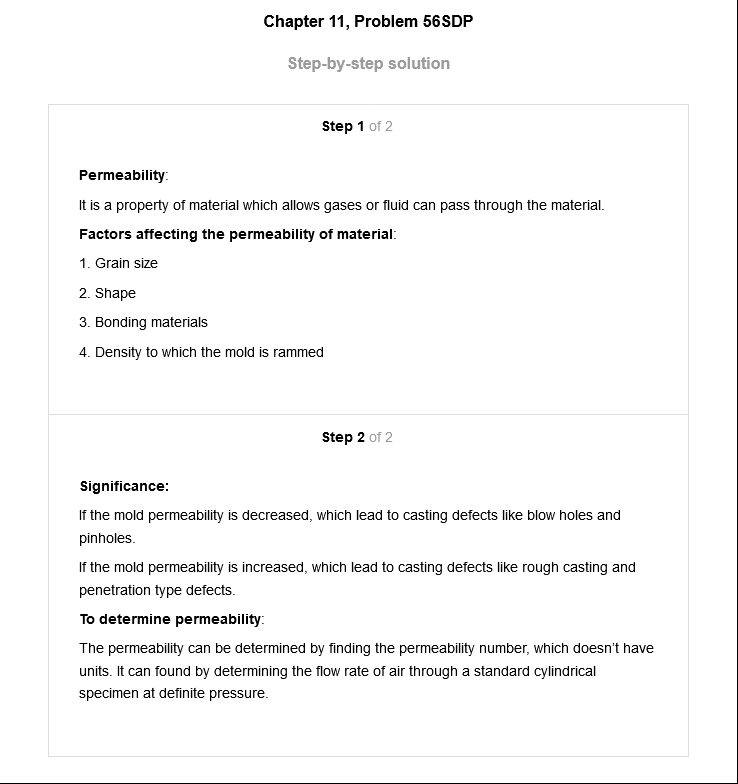 Chapter 11, Problem 56SDP
Step-by-step solution
Step 1 of 2
Permeability:
It is a property of material which allows gases or fluid can pass through the material.
Factors affecting the permeability of material:
1. Grain size
2. Shape
3. Bonding materials
4. Density to which the mold is rammed
Step 2 of 2
Significance:
If the mold permeability is decreased, which lead to casting defects like blow holes and
pinholes.
If the mold permeability is increased, which lead to casting defects like rough casting and
penetration type defects.
To determine permeability:
The permeability can be determined by finding the permeability number, which doesn't have
units. It can found by determining the flow rate of air through a standard cylindrical
specimen at definite pressure.